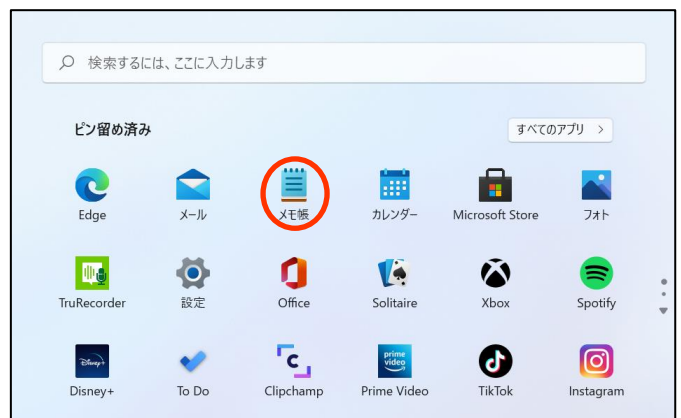 検索するには、ここに入力します
ピン留め済み
すべてのアプリ >
Edge
メール
メモ帳
カレンダー
Microsoft Store
フォト
TruRecorder
設定
Office
Solitaire
Xbox
Spotify
Disney+
prime
video
Disney+
To Do
Clipchamp
Prime Video
TikTok
Instagram